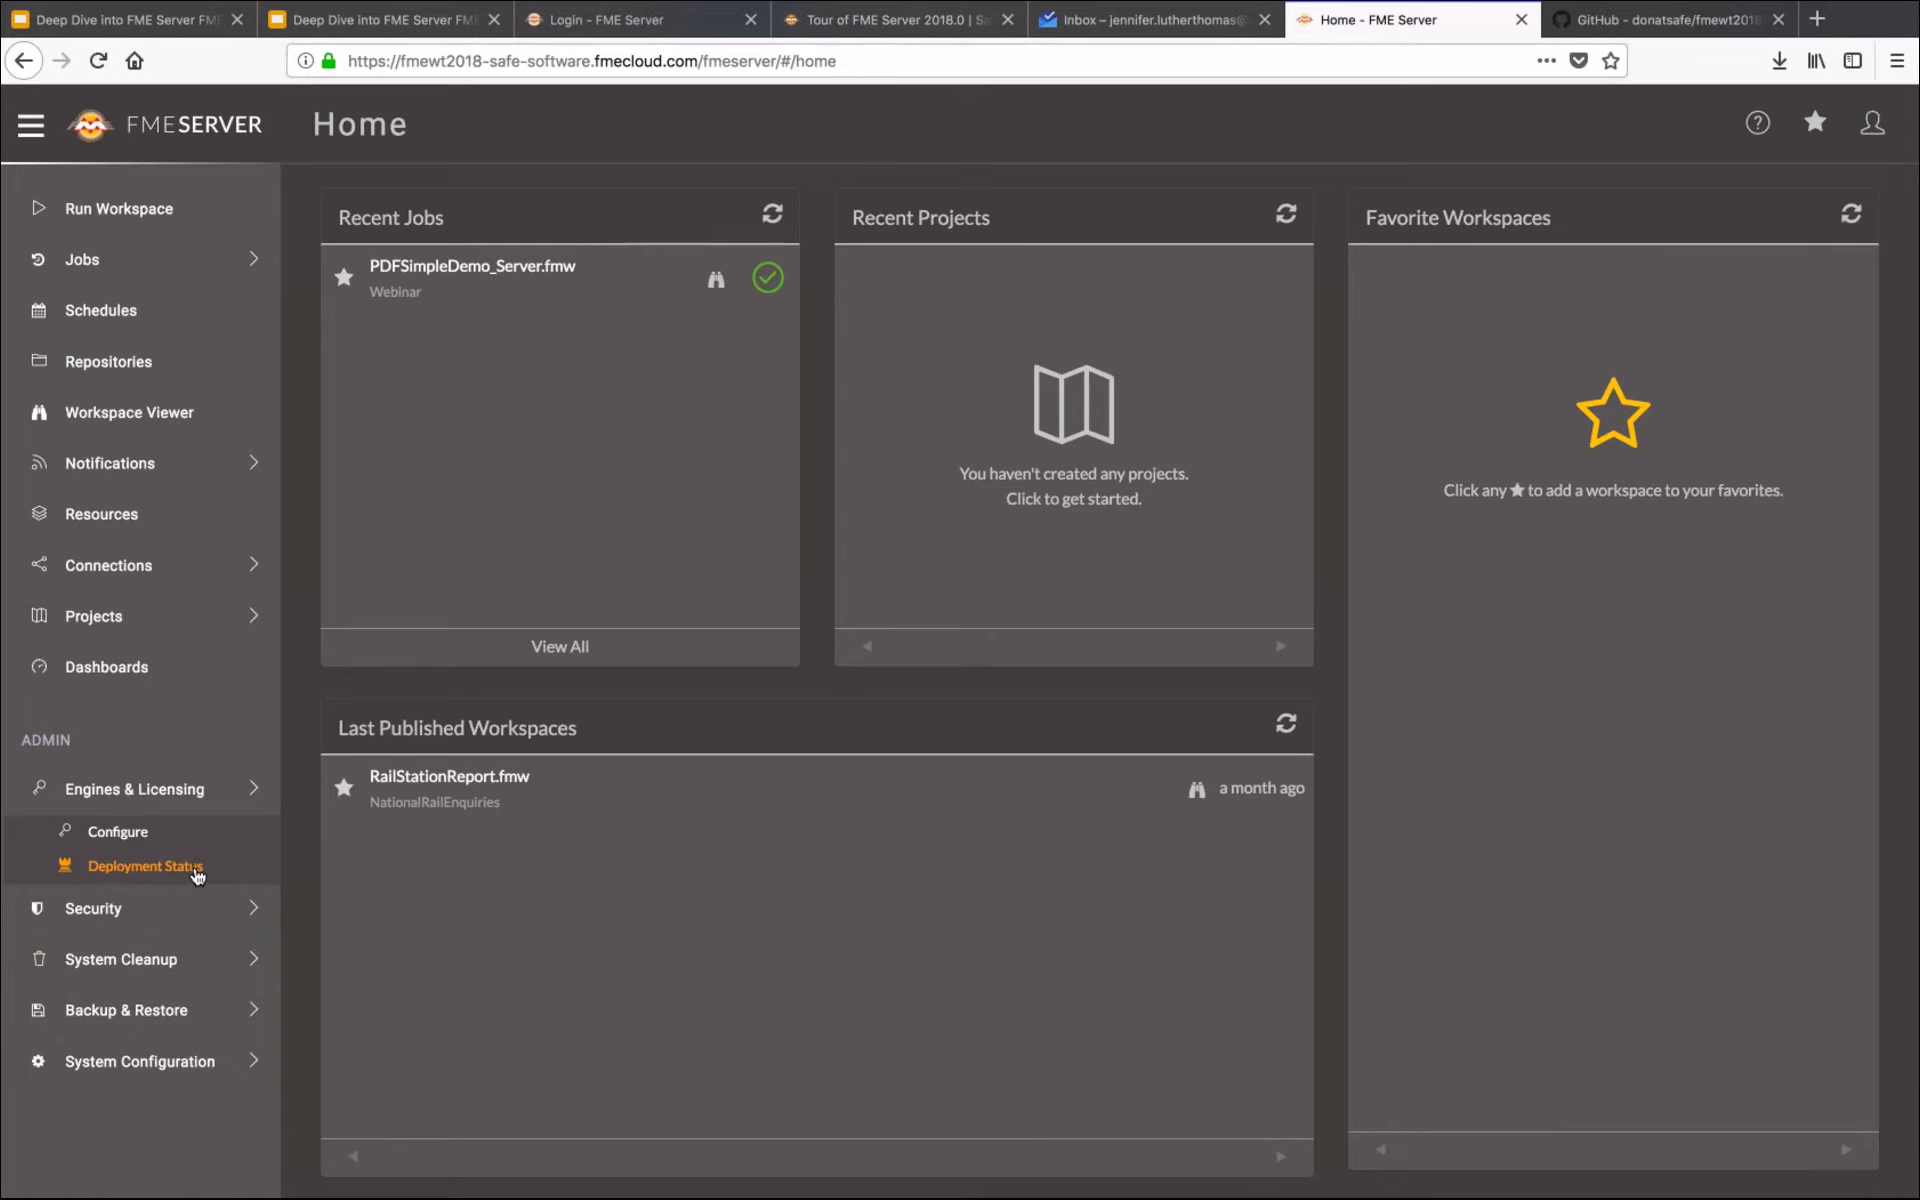 Deep Dive into FME Server FM
Deep Dive into FME Server FM
Login - FME Server
Tour of FME Server 2018.0 | Sa
Inbox – jennifer.lutherthomas@
Home - FME Server
GitHub - donatsafe/fmewt2018
https://fmewt2018-safe-software.fmecloud.com/fmeserver/#/home
FMESERVER
Home
Run Workspace
Jobs
Schedules
Repositories
Workspace Viewer
Notifications
Resources
Connections
Projects
Dashboards
ADMIN
Engines & Licensing
Configure
Deployment Status
Security
System Cleanup
Backup & Restore
System Configuration
Recent Jobs
PDFSimpleDemo_Server.fmw
Webinar
View All
Recent Projects
You haven't created any projects.
Click to get started.
Favorite Workspaces
Click any ★ to add a workspace to your favorites.
Last Published Workspaces
RailStationReport.fmw
NationalRailEnquiries
a month ago